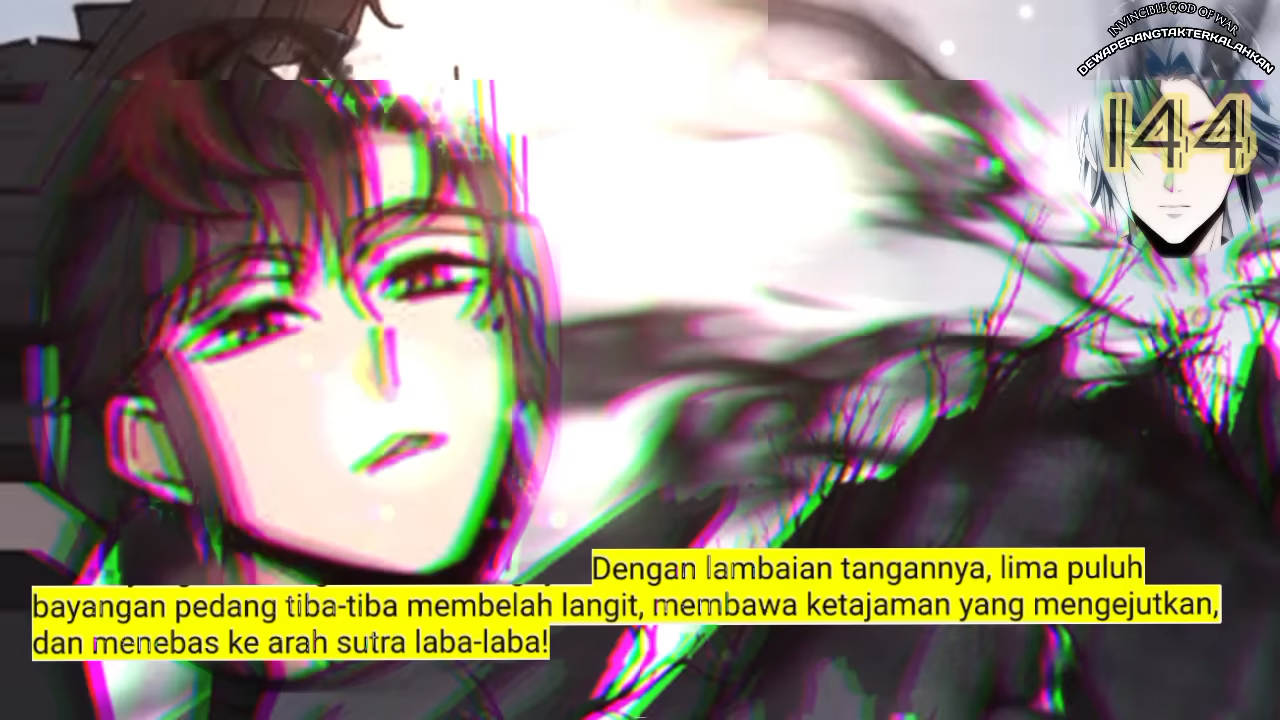 INVINCIBLE GOD OF WAR
DEWAPERANGTAKTERKALAHKAN
144
Dengan lambaian tangannya, lima puluh
bayangan pedang tiba-tiba membelah langit, membawa ketajaman yang mengejutkan,
dan menebas ke arah sutra laba-laba!